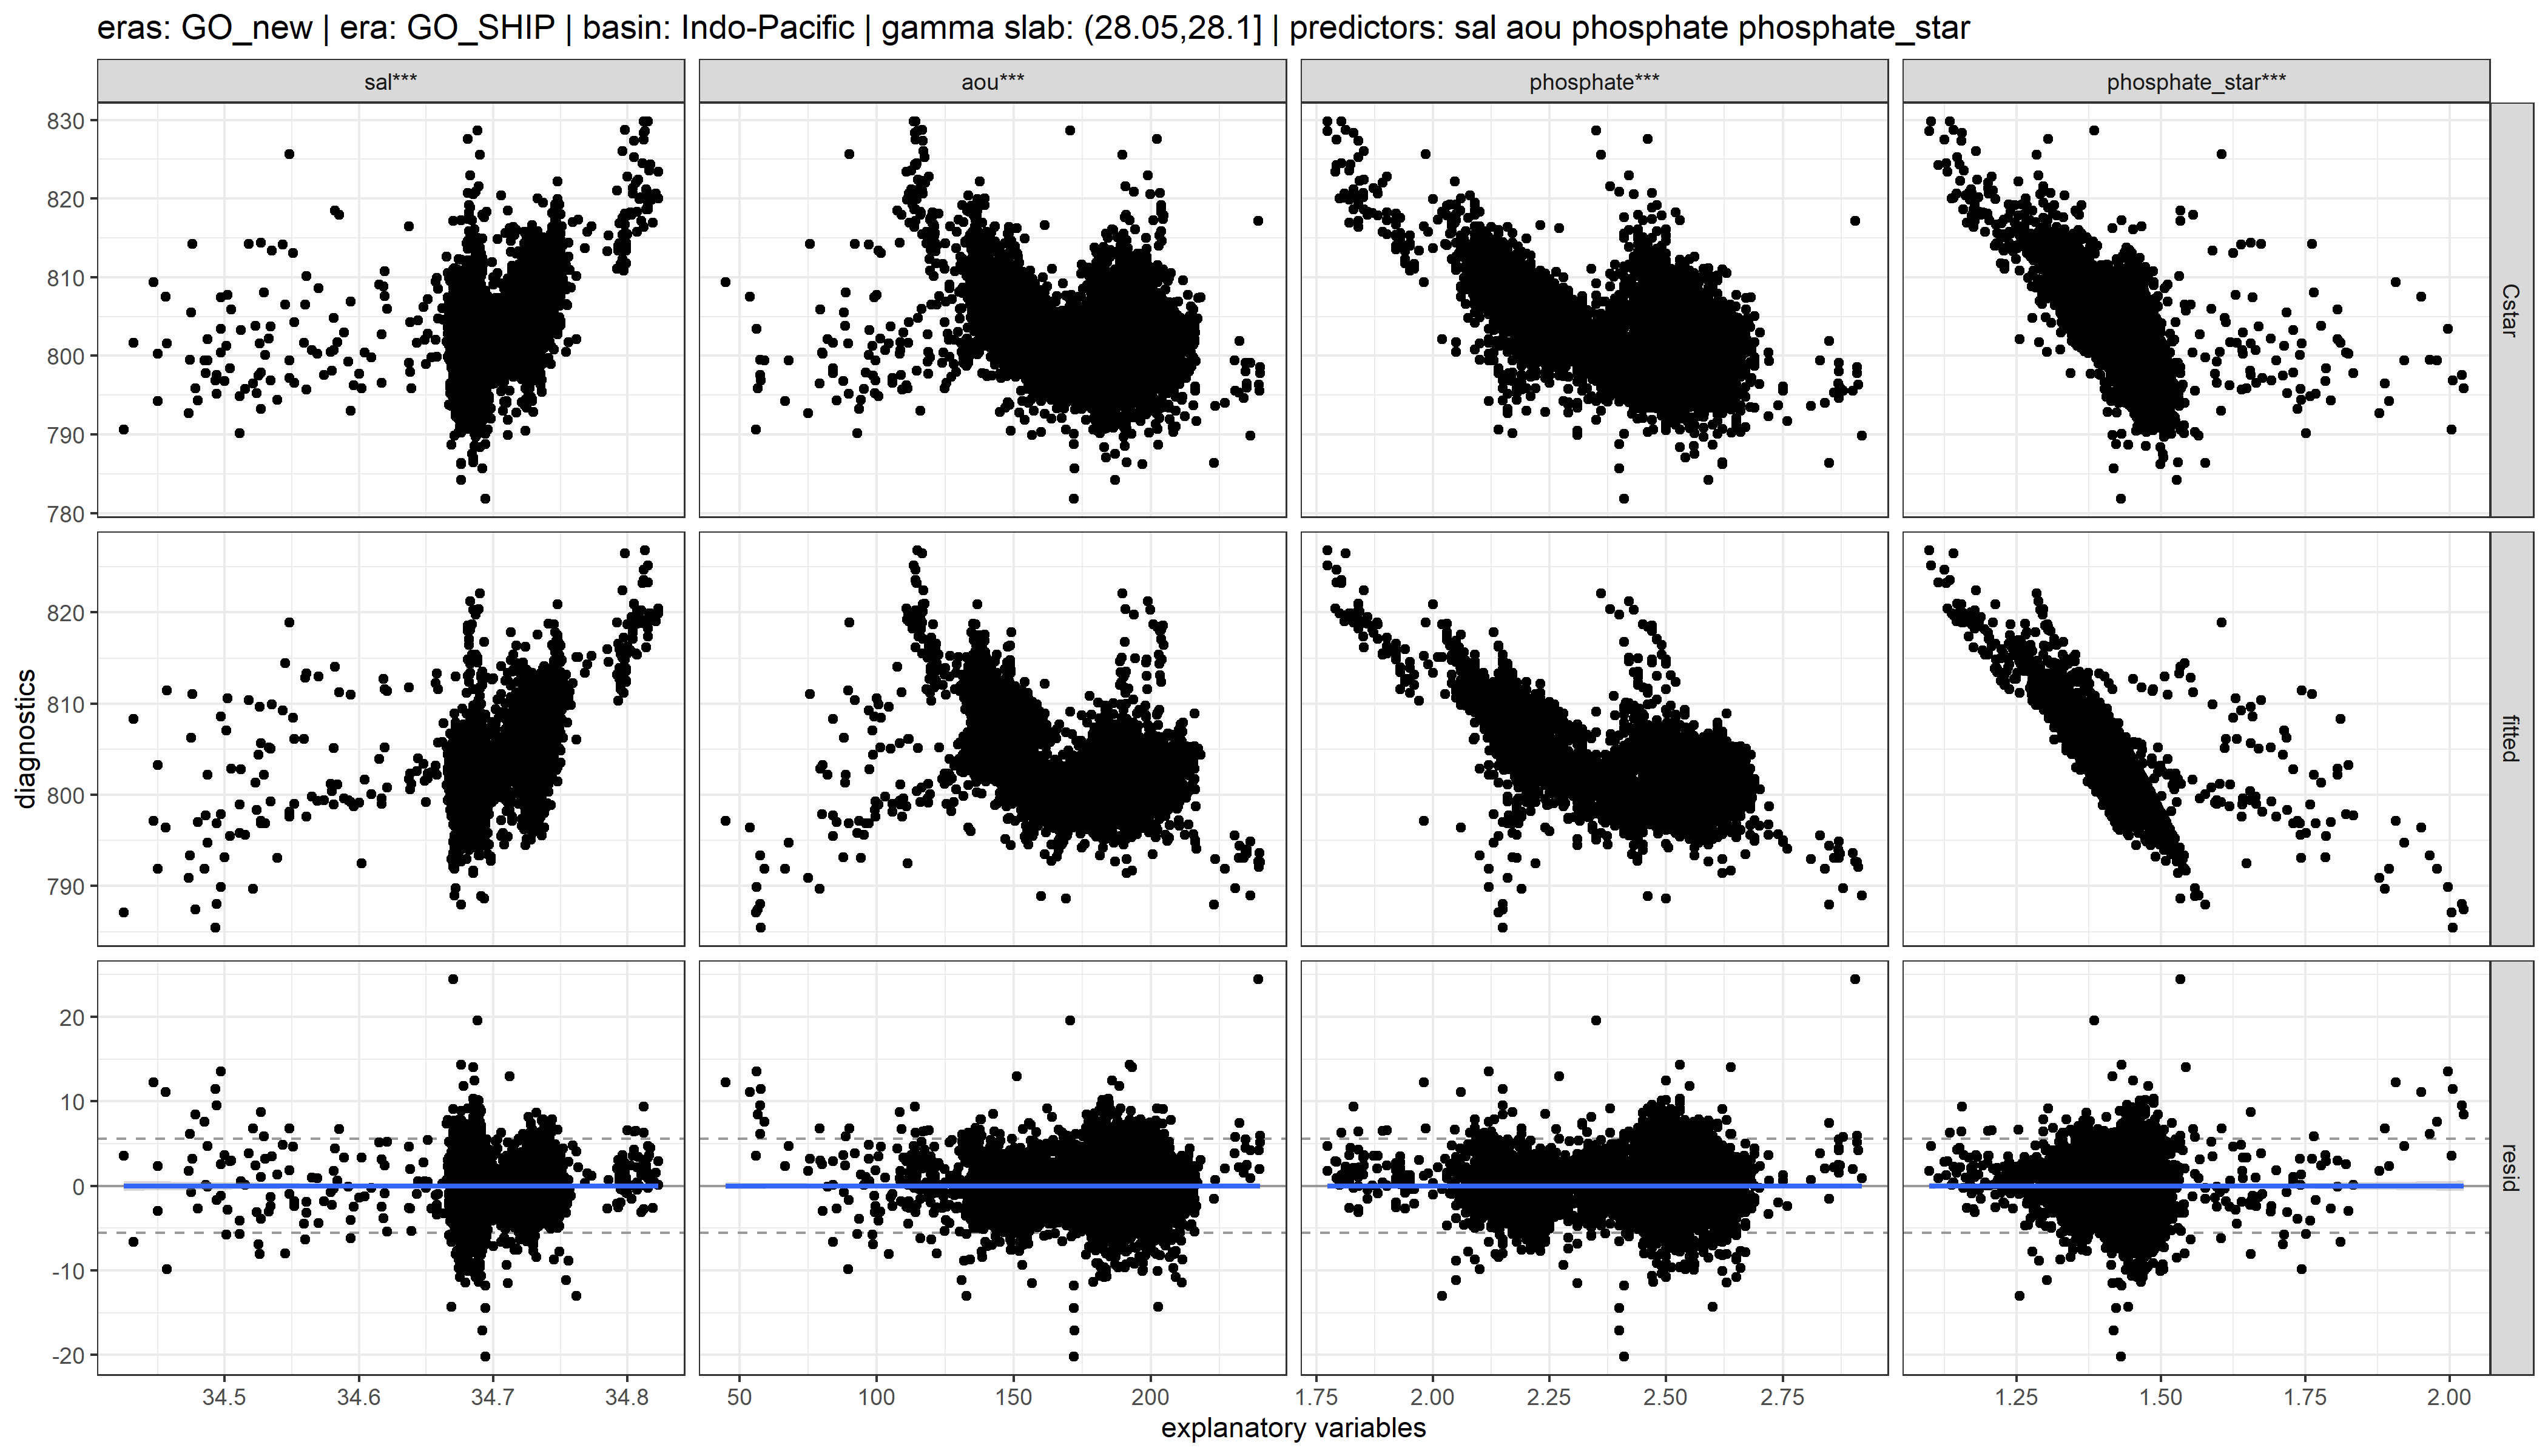 eras: GO_new | era: GO_SHIP | basin: Indo-Pacific | gamma slab: (28.05,28.1] | predictors: sal aou phosphate phosphate_star
sal***
aou***
phosphate***
phosphate_star***
830
820
810
800
790
780
Cstar
820
810
800
790
fitted
20
10
0
-10
-20
resid
diagnostics
34.5 34.6 34.7 34.8
50 100 150 200
1.75 2.00 2.25 2.50 2.75
1.25 1.50 1.75 2.00
explanatory variables